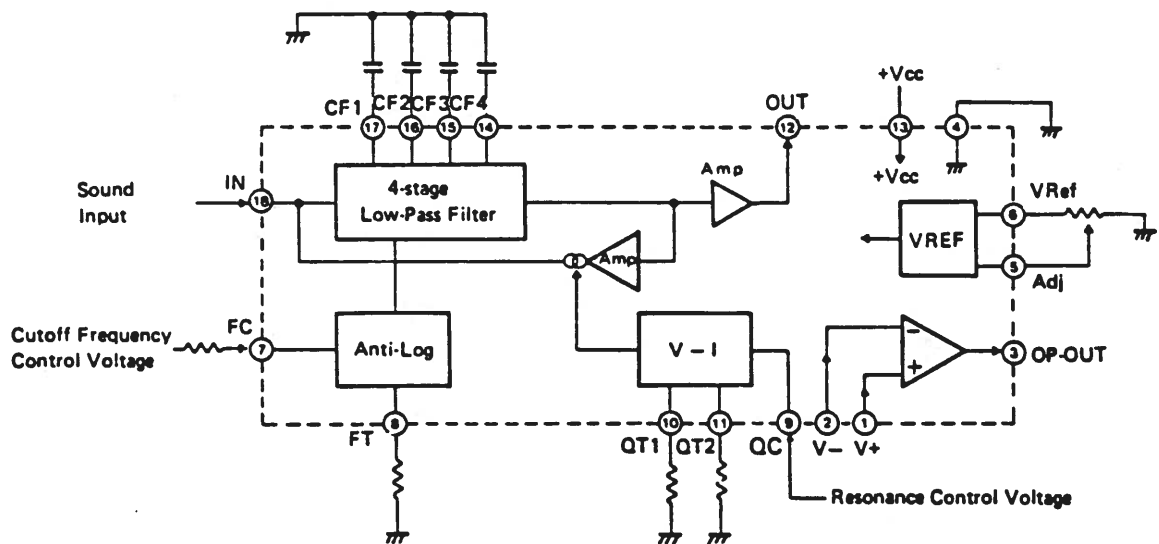 CF1
CF2
CF3
CF4
17
16
15
14
OUT
12
+Vcc
13
4
+Vcc
Sound
Input
IN
18
4-stage
Low-Pass Filter
Amp
Amp
VREF
VRef
6
5
Adj
Cutoff Frequency
Control Voltage
FC
7
Anti-Log
V - I
-
+
3
OP-OUT
FT
8
QT1
10
QT2
11
QC
9
V-
2
V+
1
Resonance Control Voltage